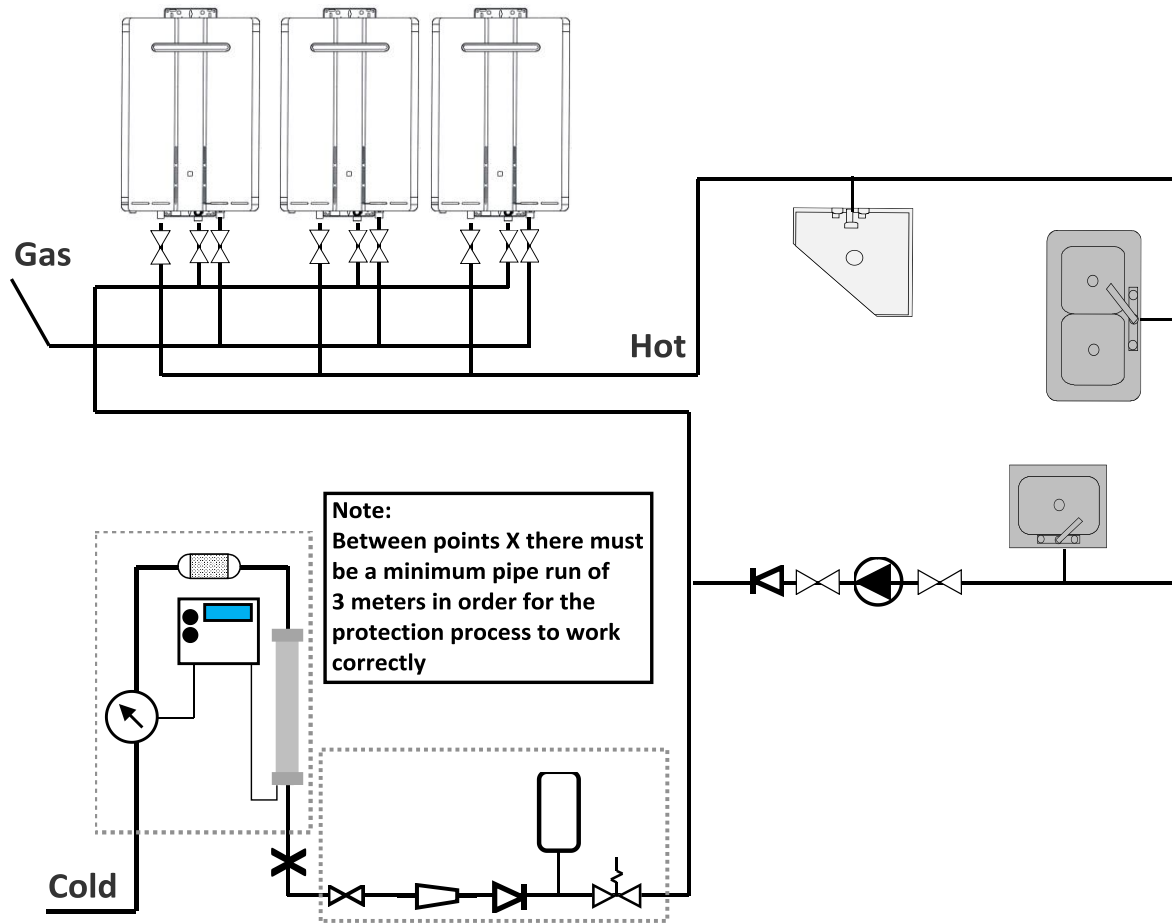 Gas
Hot
Note:
Between points X there must
be a minimum pipe run of
3 meters in order for the
protection process to work
correctly
Cold